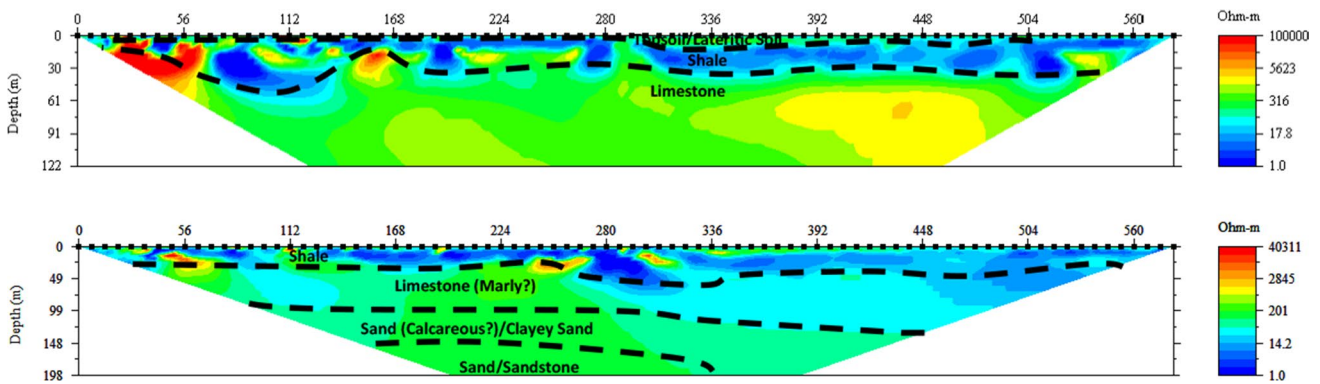 0 56 112 168 224 280 336 392 448 504 560 Ohm-m
0 Topsoil/Lateritic Soil 100000
30 Shale 5623
61 Limestone 316
91 17.8
122 1.0
Depth (m)
0 56 112 168 224 280 336 392 448 504 560 Ohm-m
0 Shale 40311
49 Limestone (Marly?) 2845
99 201
Sand (Calcareous?)/Clayey Sand
148 14.2
198 Sand/Sandstone 1.0
Depth (m)